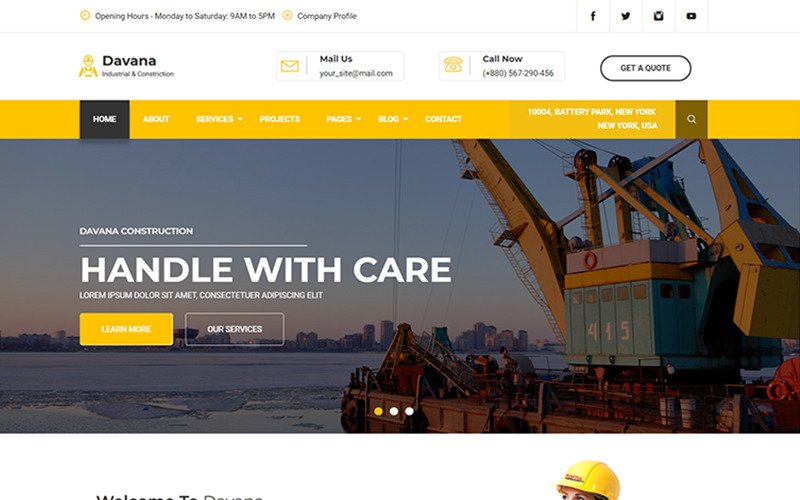 Opening Hours - Monday to Saturday: 9AM to 5PM
Company Profile
Davana
Industrial & Constriction
Mail Us
your_site@mail.com
Call Now
(+880) 567-290-456
GET A QUOTE
HOME
ABOUT
SERVICES
PROJECTS
PAGES
BLOG
CONTACT
10004, BATTERY PARK, NEW YORK
NEW YORK, USA
DAVANA CONSTRUCTION
HANDLE WITH CARE
LOREM IPSUM DOLOR SIT AMET, CONSECTETUER ADIPISCING ELIT
LEARN MORE
OUR SERVICES
415
Welcome To Davana